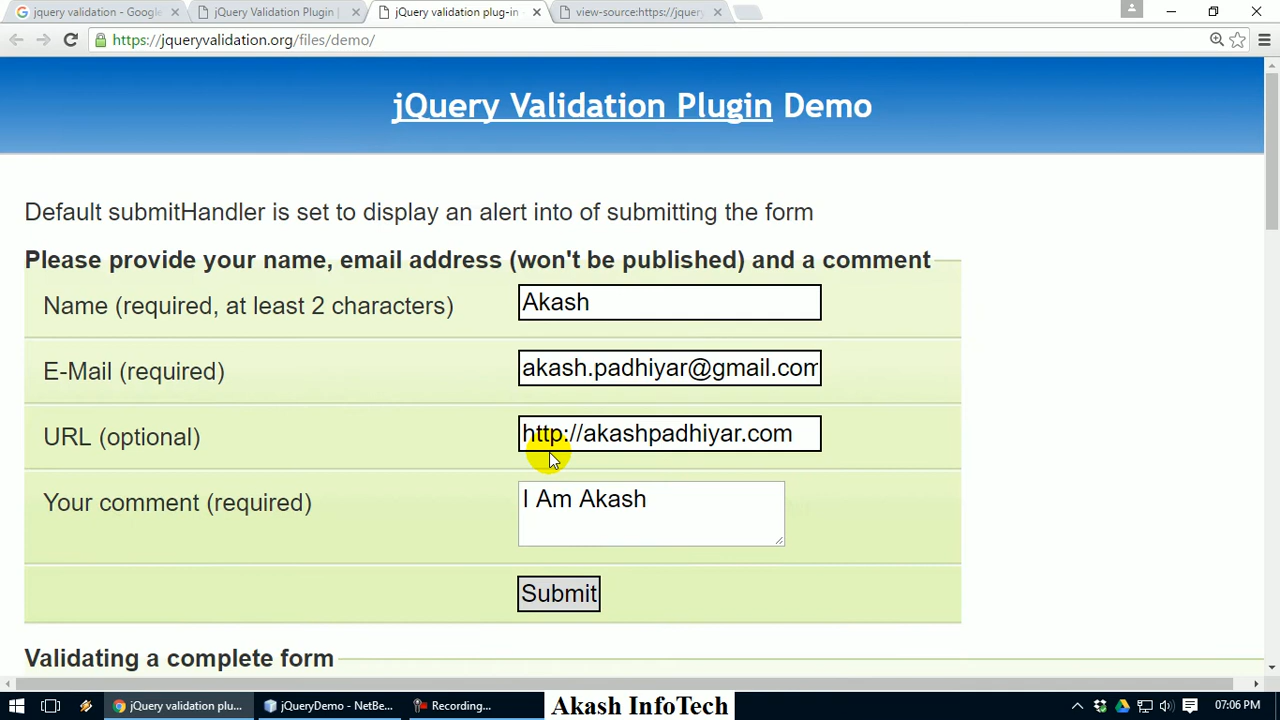 jquery validation - Google
jQuery Validation Plugin |
jQuery validation plug-in
view-source:https://jquery
https://jqueryvalidation.org/files/demo/
jQuery Validation Plugin Demo
Default submitHandler is set to display an alert into of submitting the form
Please provide your name, email address (won't be published) and a comment
Name (required, at least 2 characters)
Akash
E-Mail (required)
akash.padhiyar@gmail.com
URL (optional)
http://akashpadhiyar.com
Your comment (required)
I Am Akash
Submit
Validating a complete form
jQuery validation plu...
jQueryDemo - NetBe...
Recording...
Akash InfoTech
07:06 PM